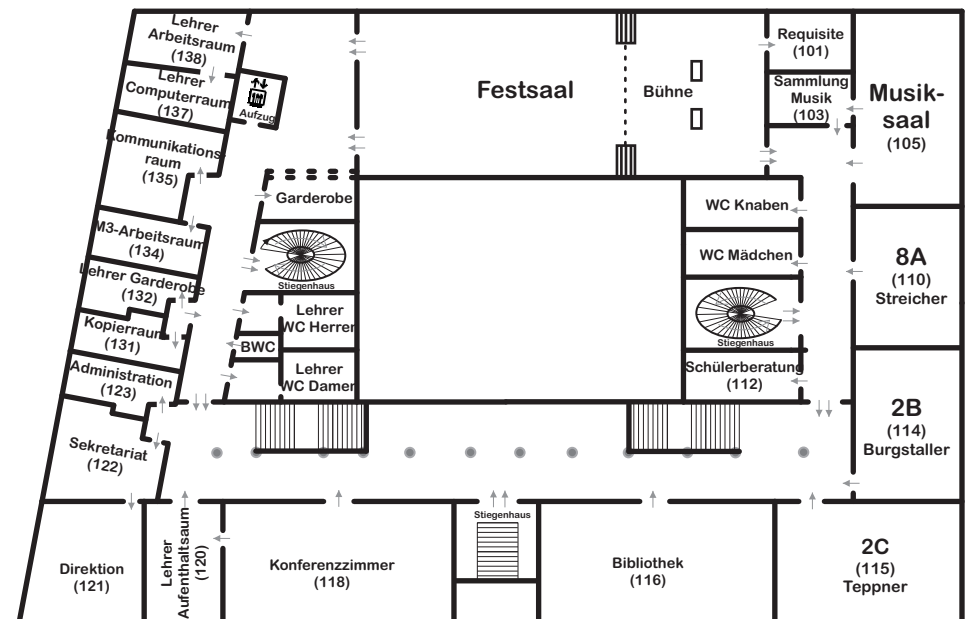 Lehrer
Arbeitsraum
(138)
Lehrer
Computerraum
(137)
Aufzug
Kommunikations-
raum
(135)
M3-Arbeitsraum
(134)
Lehrer Garderobe
(132)
Kopierraum
(131)
Administration
(123)
Sekretariat
(122)
Direktion
(121)
Lehrer
Aufenthaltsaum
(120)
Garderobe
Stiegenhaus
Lehrer
WC Herren
BWC
Lehrer
WC Damen
Festsaal
Bühne
Requisite
(101)
Sammlung
Musik
(103)
Musik-
saal
(105)
WC Knaben
WC Mädchen
Stiegenhaus
Schülerberatung
(112)
8A
(110)
Streicher
2B
(114)
Burgstaller
Konferenzzimmer
(118)
Stiegenhaus
Bibliothek
(116)
2C
(115)
Teppner